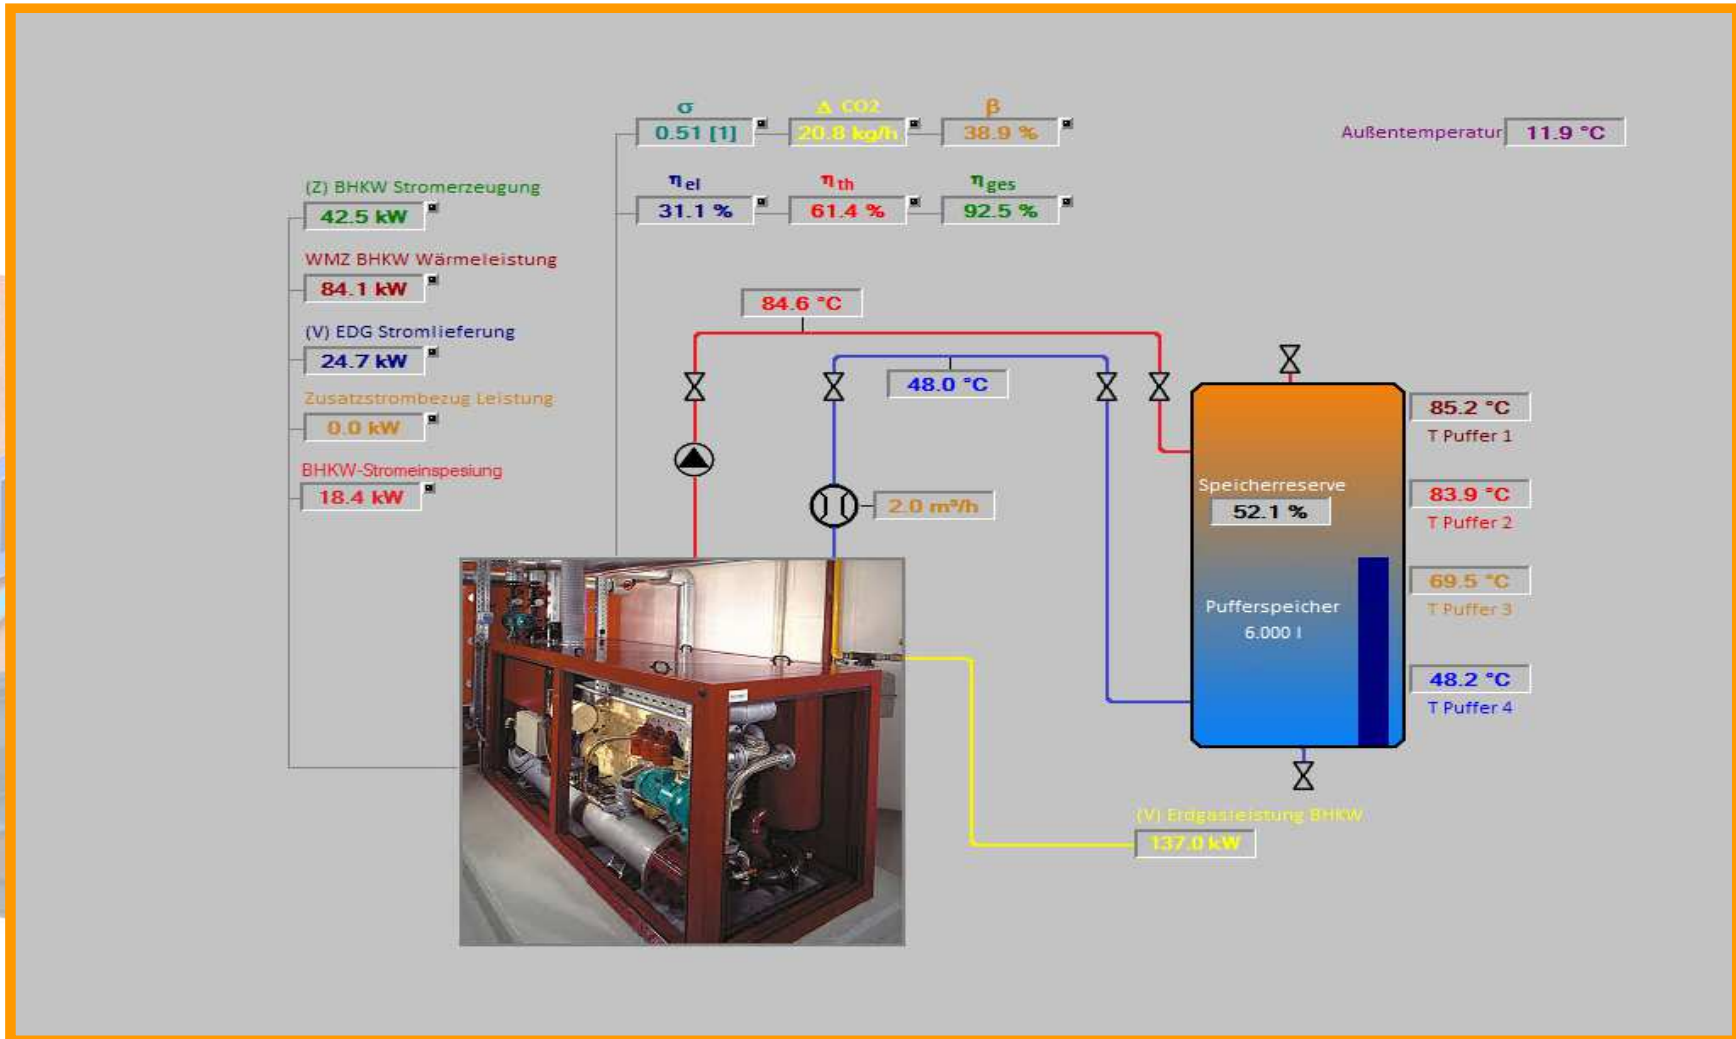 σ
Δ CO2
β
0.51 [1]
20.8 kg/h
38.9 %
Außentemperatur 11.9 °C
η el
η th
η ges
31.1 %
61.4 %
92.5 %
(Z) BHKW Stromerzeugung
42.5 kW
WMZ BHKW Wärmeleistung
84.1 kW
(V) EDG Stromlieferung
24.7 kW
Zusatzstrombezug Leistung
0.0 kW
BHKW-Stromeinspesiung
18.4 kW
84.6 °C
48.0 °C
2.0 m³/h
Speicherreserve
52.1 %
Pufferspeicher
6.000 l
85.2 °C
T Puffer 1
83.9 °C
T Puffer 2
69.5 °C
T Puffer 3
48.2 °C
T Puffer 4
(V) Erdgasleistung BHKW
137.0 kW